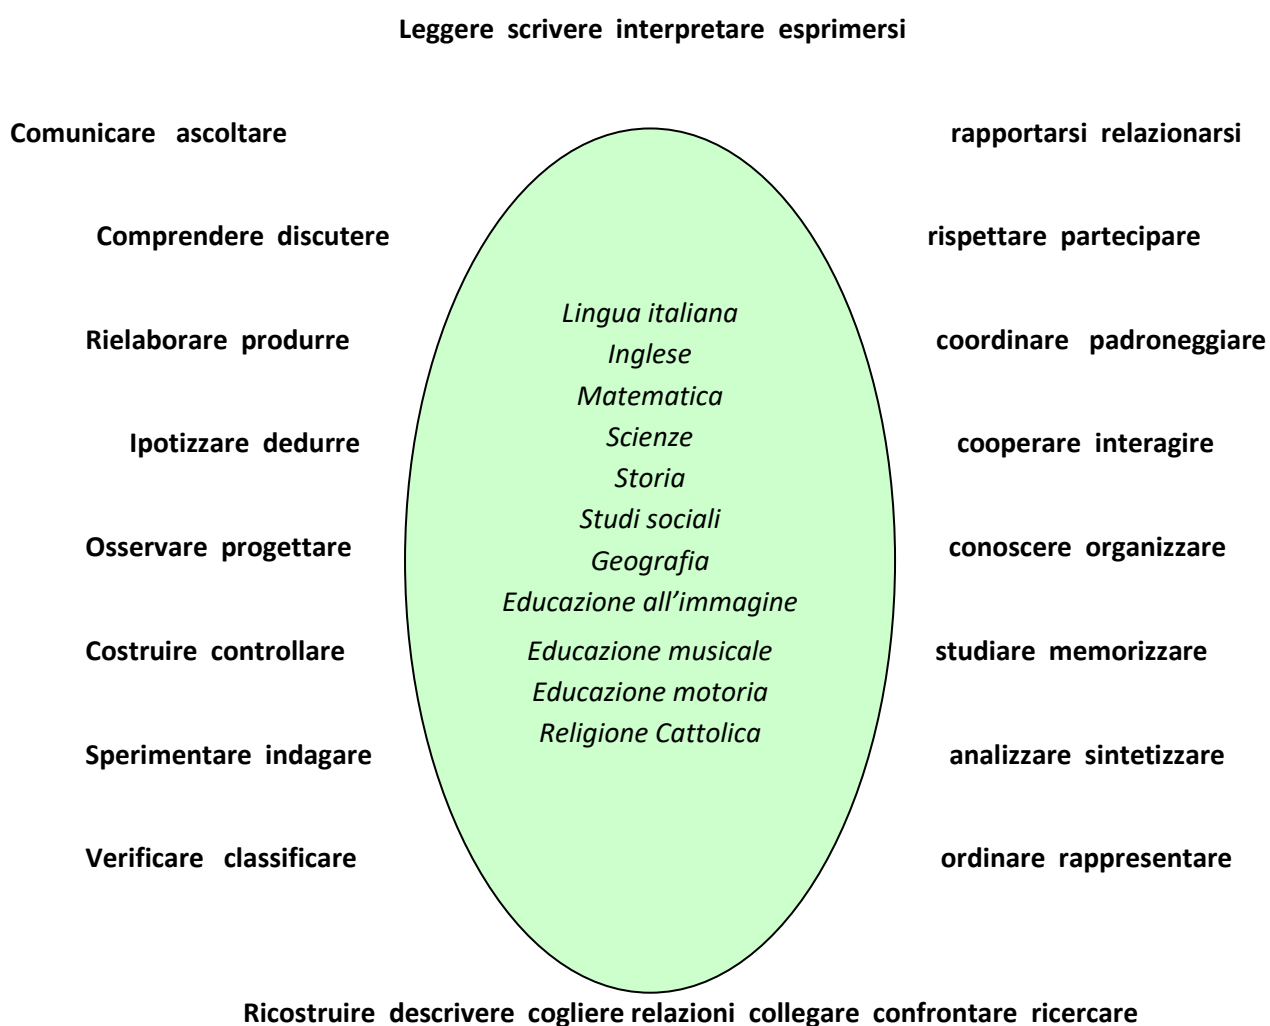 Leggere scrivere interpretare esprimersi
Comunicare ascoltare
rapportarsi relazionarsi
Comprendere discutere
rispettare partecipare
Lingua italiana
Rielaborare produrre
coordinare padroneggiare
Inglese
Matematica
Ipotizzare dedurre
Scienze
cooperare interagire
Storia
Studi sociali
Osservare progettare
conoscere organizzare
Geografia
Educazione all’immagine
Costruire controllare
Educazione musicale
studiare memorizzare
Educazione motoria
Religione Cattolica
Sperimentare indagare
analizzare sintetizzare
Verificare classificare
ordinare rappresentare
Ricostruire descrivere cogliere relazioni collegare confrontare ricercare